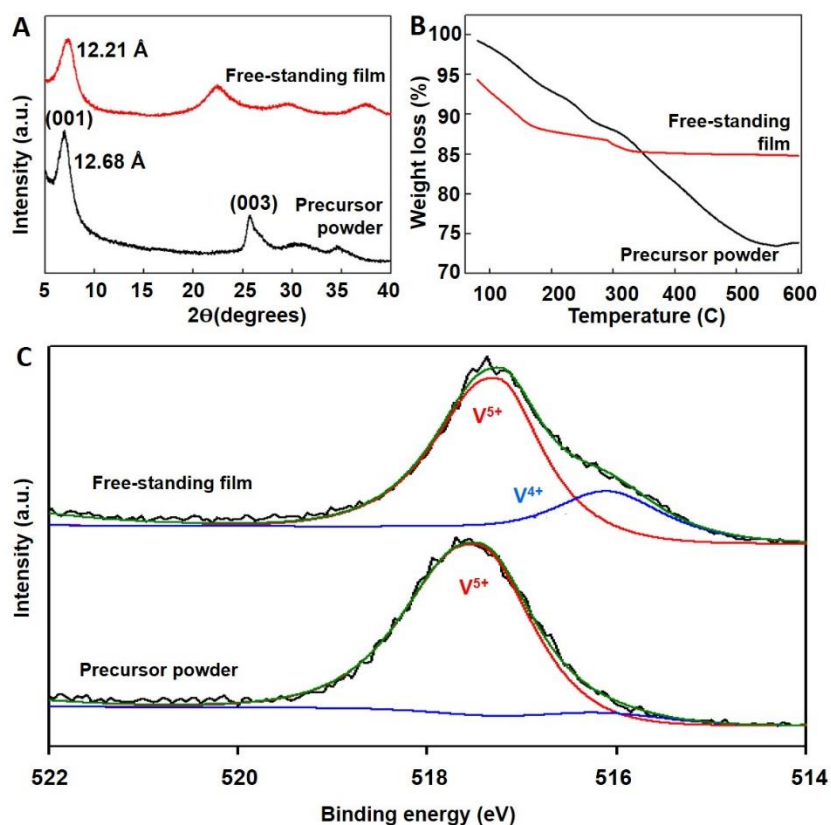 A
12.21 Å
Free-standing film
(001)
12.68 Å
(003)
Precursor
powder
Intensity (a.u.)
5 10 15 20 25 30 35 40
2Θ(degrees)
B
100
95
90
85
80
75
70
Weight loss (%)
Free-standing
film
Precursor powder
100 200 300 400 500 600
Temperature (C)
C
V5+
V4+
Free-standing film
V5+
Precursor powder
Intensity (a.u.)
522 520 518 516 514
Binding energy (eV)